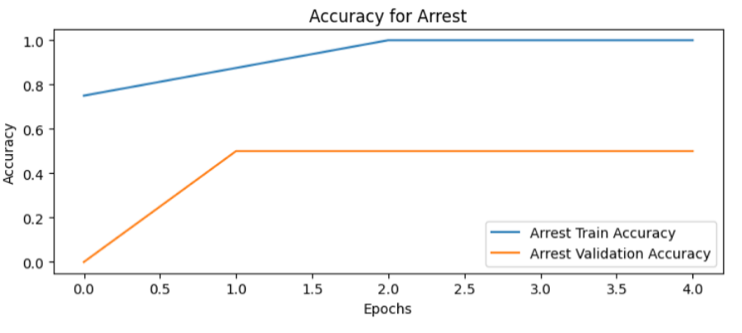 Accuracy for Arrest
Accuracy
1.0
0.8
0.6
0.4
0.2
0.0
Arrest Train Accuracy
Arrest Validation Accuracy
0.0 0.5 1.0 1.5 2.0 2.5 3.0 3.5 4.0
Epochs